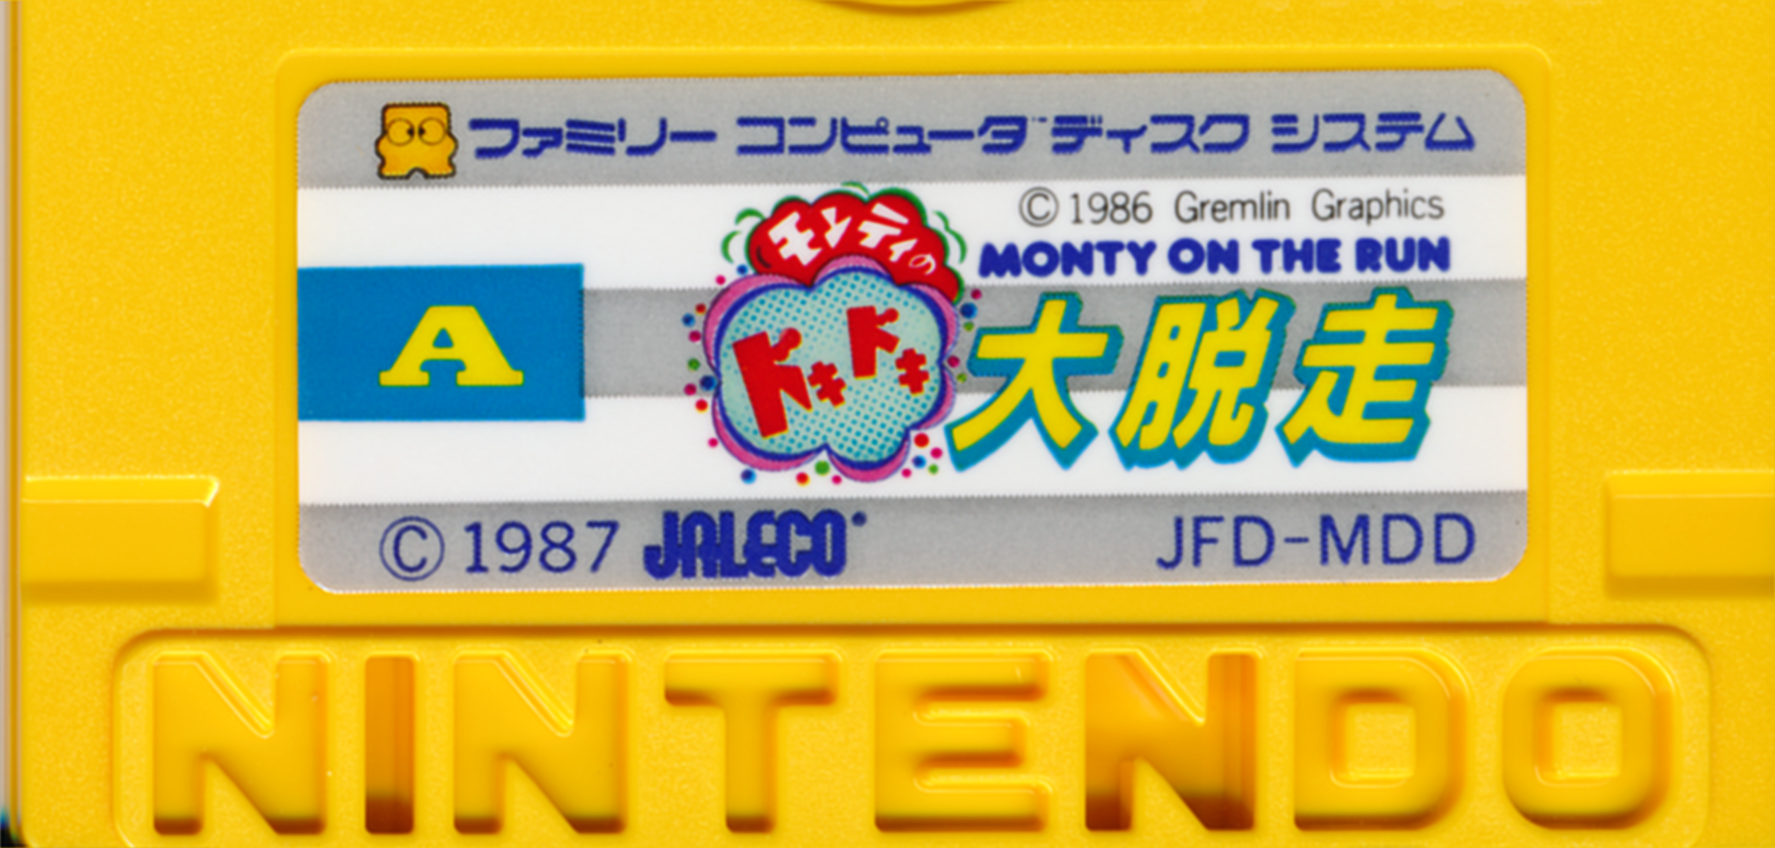 ファミリー コンピュータ ディスク システム
© 1986 Gremlin Graphics
MONTY ON THE RUN
A
モンティの
ドキドキ
大脱走
© 1987 JALECO
JFD-MDD
NINTENDO